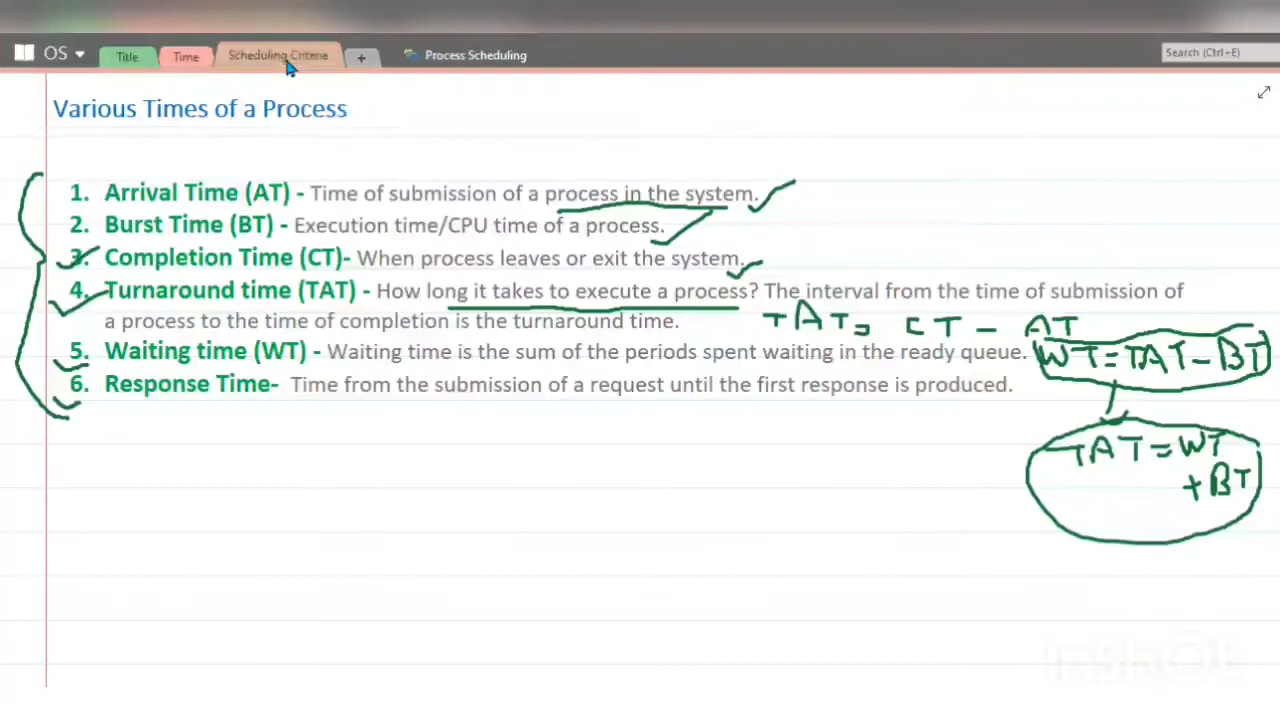 OS
Title
Time
Scheduling Criteria
+
Process Scheduling
Search (Ctrl+E)
Various Times of a Process
1. Arrival Time (AT) - Time of submission of a process in the system.
2. Burst Time (BT) - Execution time/CPU time of a process.
3. Completion Time (CT)- When process leaves or exit the system.
4. Turnaround time (TAT) - How long it takes to execute a process? The interval from the time of submission of
a process to the time of completion is the turnaround time.
TAT= CT - AT
5. Waiting time (WT) - Waiting time is the sum of the periods spent waiting in the ready queue.
WT=TAT-BT
6. Response Time- Time from the submission of a request until the first response is produced.
TAT=WT
+BT